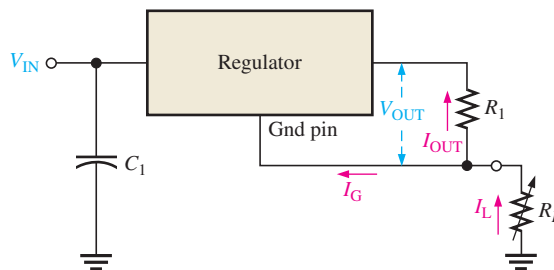 V_IN
Regulator
Gnd pin
V_OUT
R_1
I_OUT
C_1
I_G
I_L